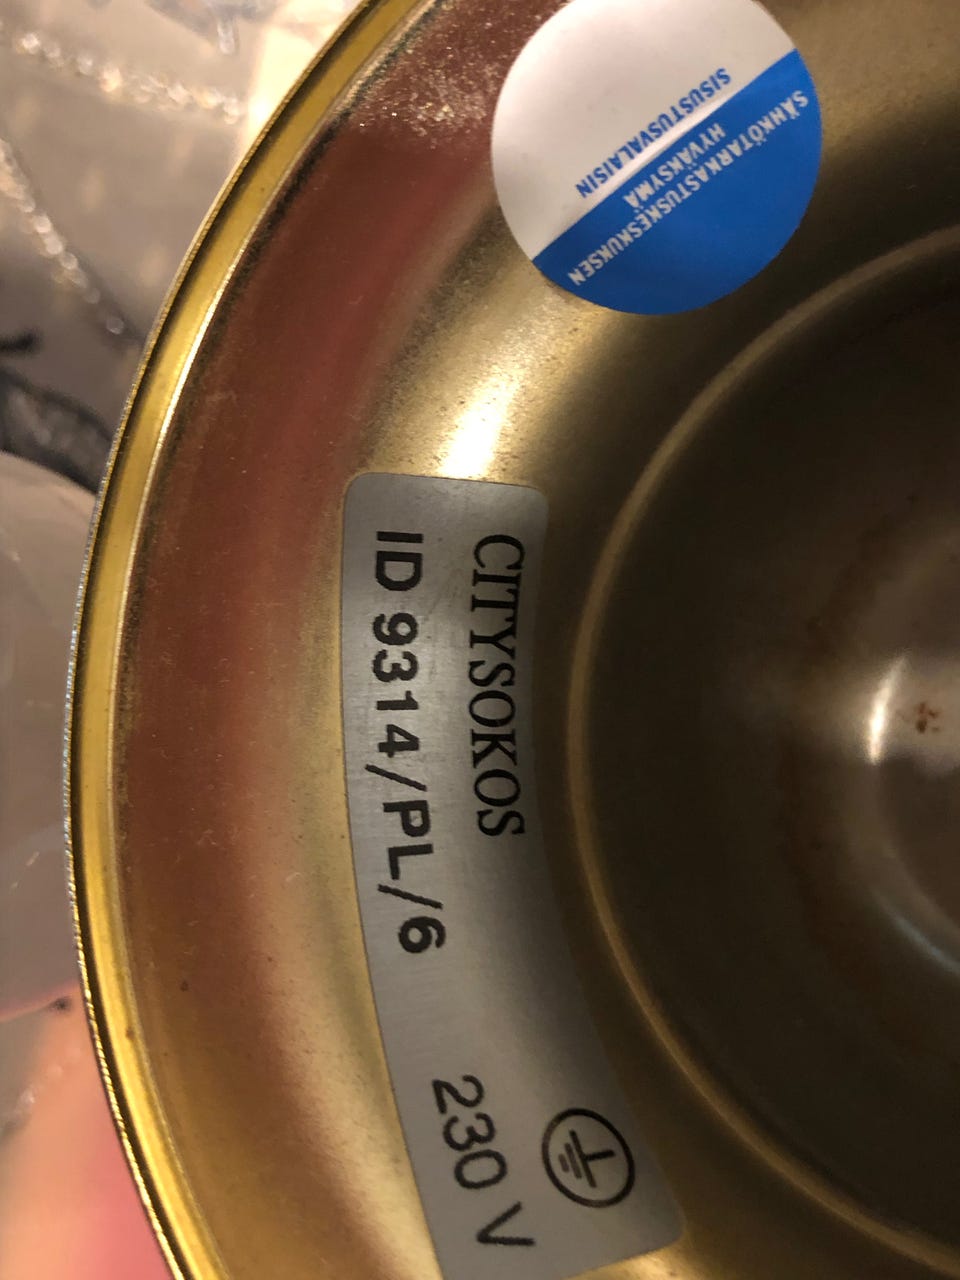 SISUSTUSVALAISIN
SÄHKÖTARKASTUSKESKUKSEN
HYVÄKSYMÄ
CITYSOKOS
ID 9314/PL/6
230 V